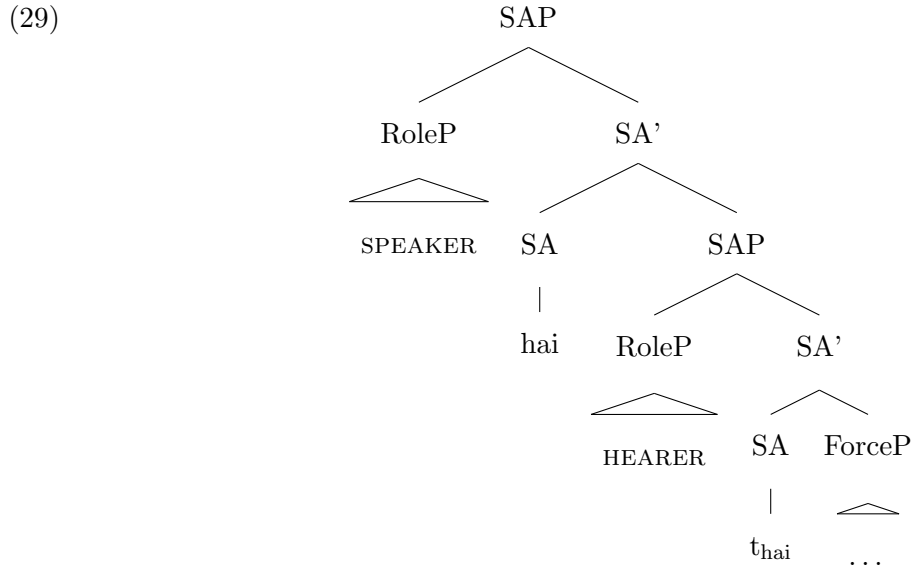 (29) SAP
RoleP SA'
SPEAKER SA SAP
hai RoleP SA'
HEARER SA ForceP
t_hai ...